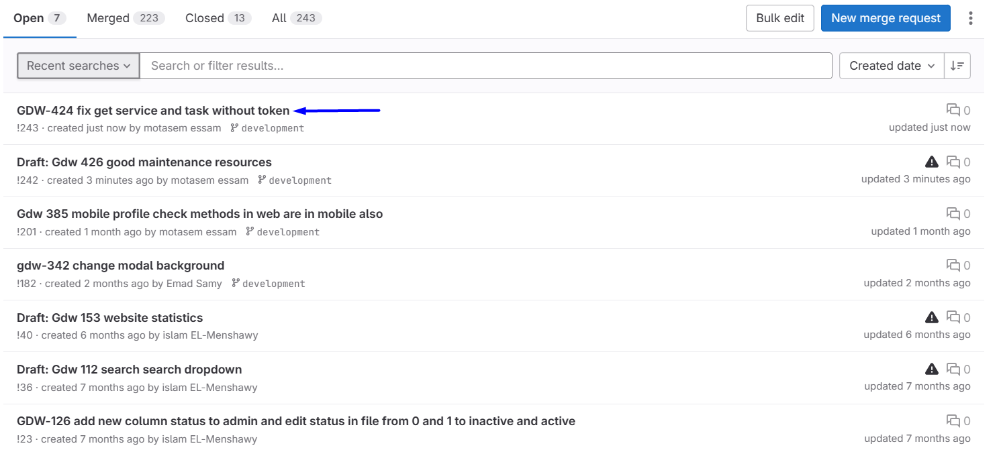 Open 7 Merged 223 Closed 13 All 243 Bulk edit New merge request
Recent searches Search or filter results... Created date
GDW-424 fix get service and task without token 0
!243 · created just now by motasem essam development updated just now
Draft: Gdw 426 good maintenance resources 0
!242 · created 3 minutes ago by motasem essam development updated 3 minutes ago
Gdw 385 mobile profile check methods in web are in mobile also 0
!201 · created 1 month ago by motasem essam development updated 1 month ago
gdw-342 change modal background 0
!182 · created 2 months ago by Emad Samy development updated 2 months ago
Draft: Gdw 153 website statistics 0
!40 · created 6 months ago by islam EL-Menshawy updated 6 months ago
Draft: Gdw 112 search search dropdown 0
!36 · created 7 months ago by islam EL-Menshawy updated 7 months ago
GDW-126 add new column status to admin and edit status in file from 0 and 1 to inactive and active 0
!23 · created 7 months ago by islam EL-Menshawy updated 7 months ago